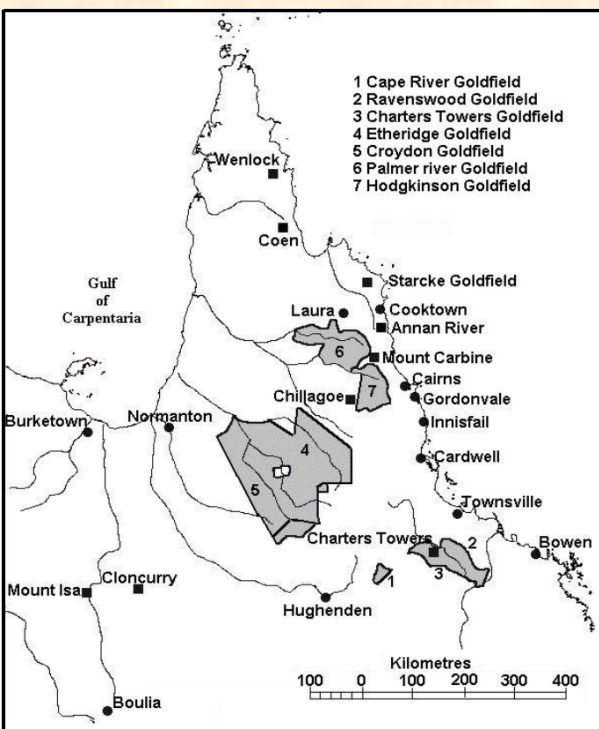 1 Cape River Goldfield
2 Ravenswood Goldfield
3 Charters Towers Goldfield
4 Etheridge Goldfield
5 Croydon Goldfield
6 Palmer river Goldfield
7 Hodgkinson Goldfield
Wenlock
Coen
Gulf
of
Carpentaria
Starcke Goldfield
Laura
Cooktown
Annan River
6
Mount Carbine
7
Cairns
Chillagoe
Gordonvale
Burketown
Normanton
Innisfail
4
Cardwell
5
Townsville
Charters Towers
2
Bowen
3
1
Mount Isa
Cloncurry
Hughenden
Kilometres
100 0 100 200 300 400
Boulia